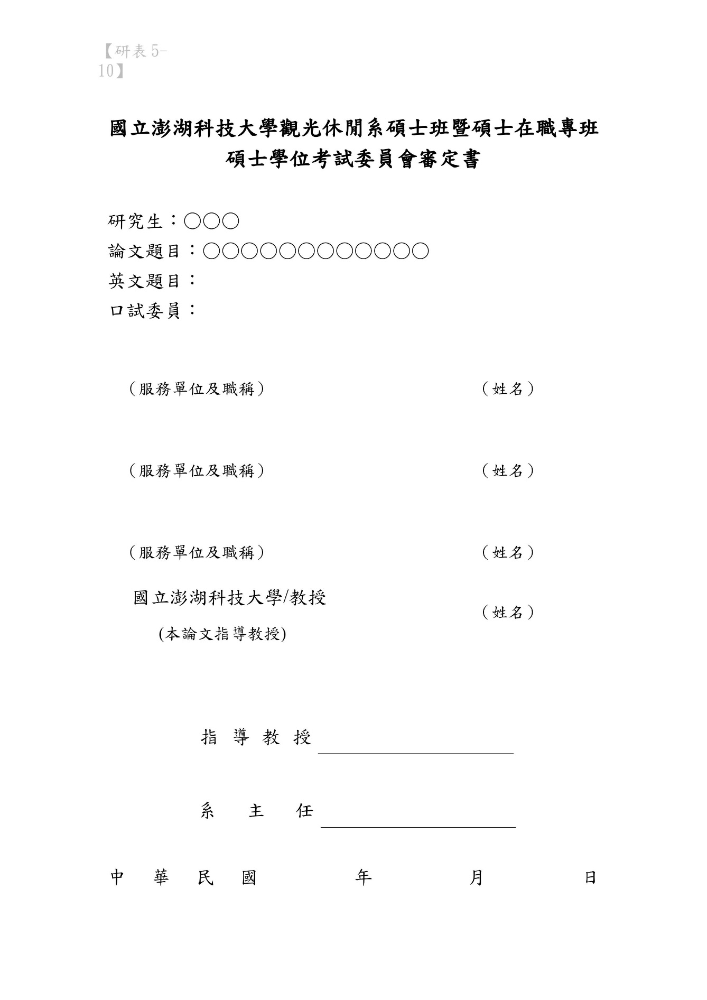 【研表 5-
10】
國立澎湖科技大學觀光休閒系碩士班暨碩士在職專班
碩士學位考試委員會審定書
研究生：○○○
論文題目：○○○○○○○○○○○○
英文題目：
口試委員：
（服務單位及職稱） （姓名）
（服務單位及職稱） （姓名）
（服務單位及職稱） （姓名）
國立澎湖科技大學/教授
（姓名）
(本論文指導教授)
指 導 教 授
系 主 任
中 華 民 國 年 月 日